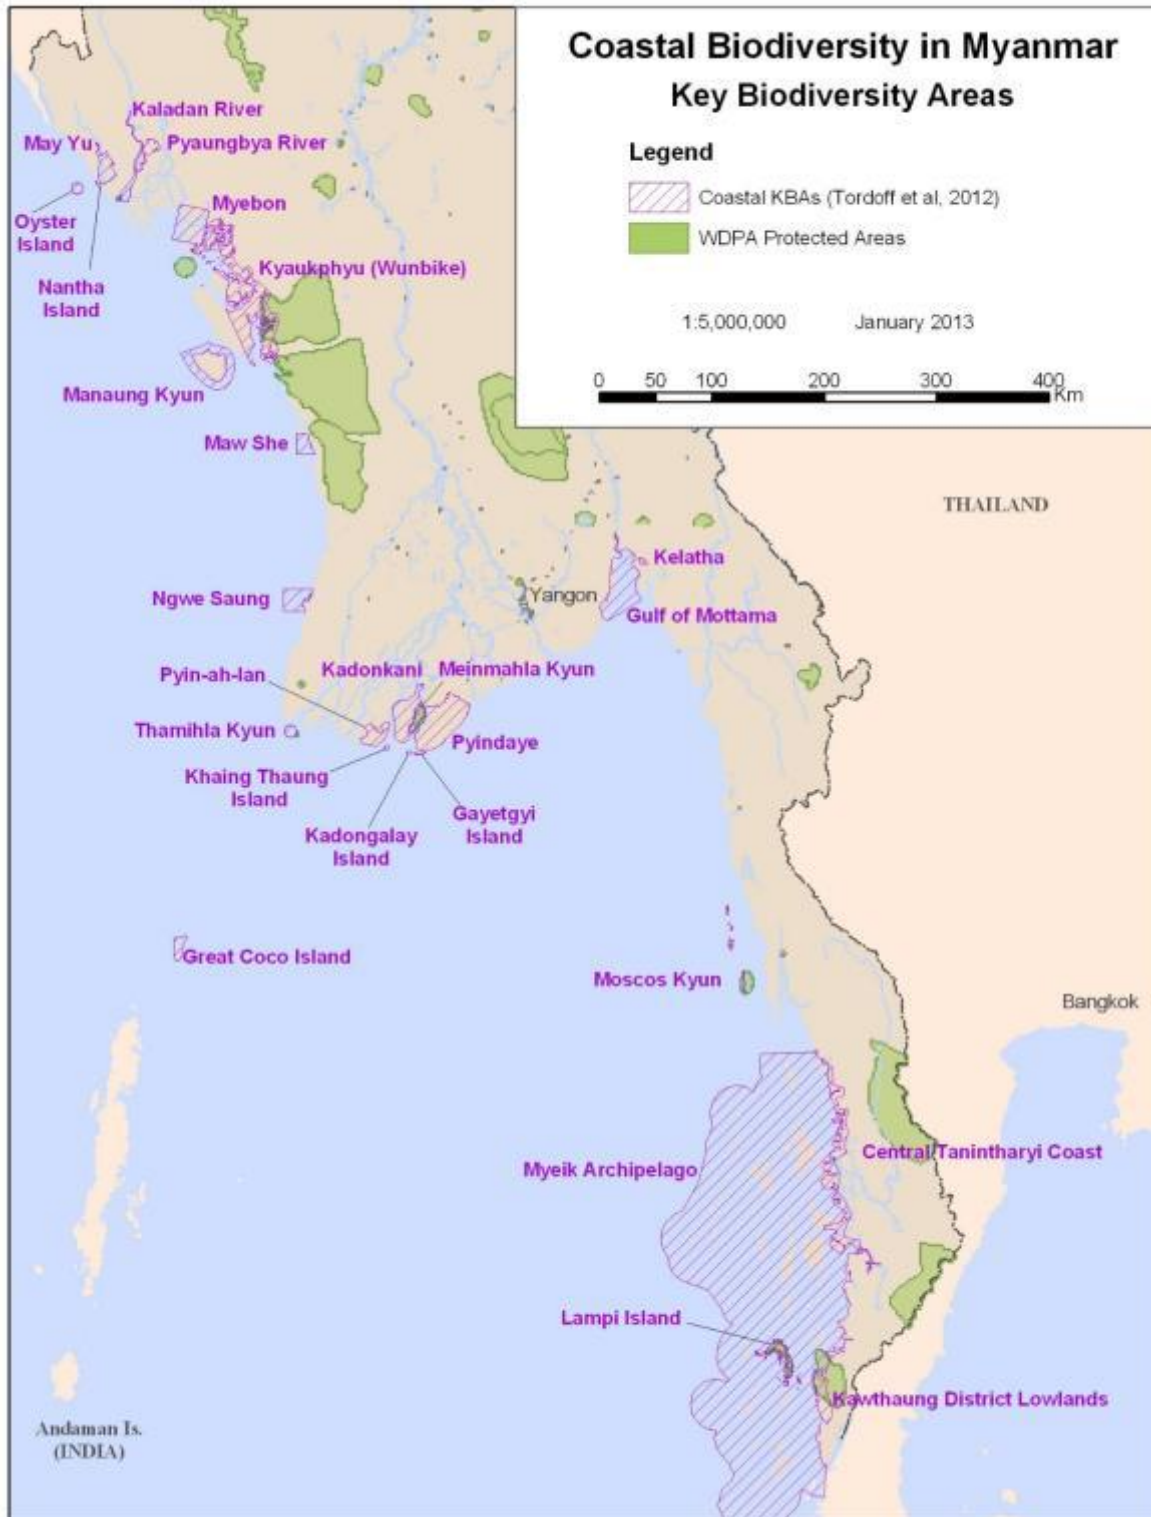 Coastal Biodiversity in Myanmar
Key Biodiversity Areas
Legend
Coastal KBAs (Tordoff et al, 2012)
WDPA Protected Areas
1:5,000,000 January 2013
0 50 100 200 300 400
Km
Kaladan River
May Yu
Pyaungbya River
Oyster
Island
Myebon
Nantha
Island
Kyaukphyu (Wunbike)
Manaung Kyun
Maw She
THAILAND
Kelatha
Ngwe Saung
Yangon
Gulf of Mottama
Pyin-ah-lan
Kadonkani
Meinmahla Kyun
Thamihla Kyun
Pyindaye
Khaing Thaung
Island
Gayetgyi
Island
Kadongalay
Island
Great Coco Island
Moscos Kyun
Bangkok
Central Tanintharyi Coast
Myeik Archipelago
Lampi Island
Kawthaung District Lowlands
Andaman Is.
(INDIA)